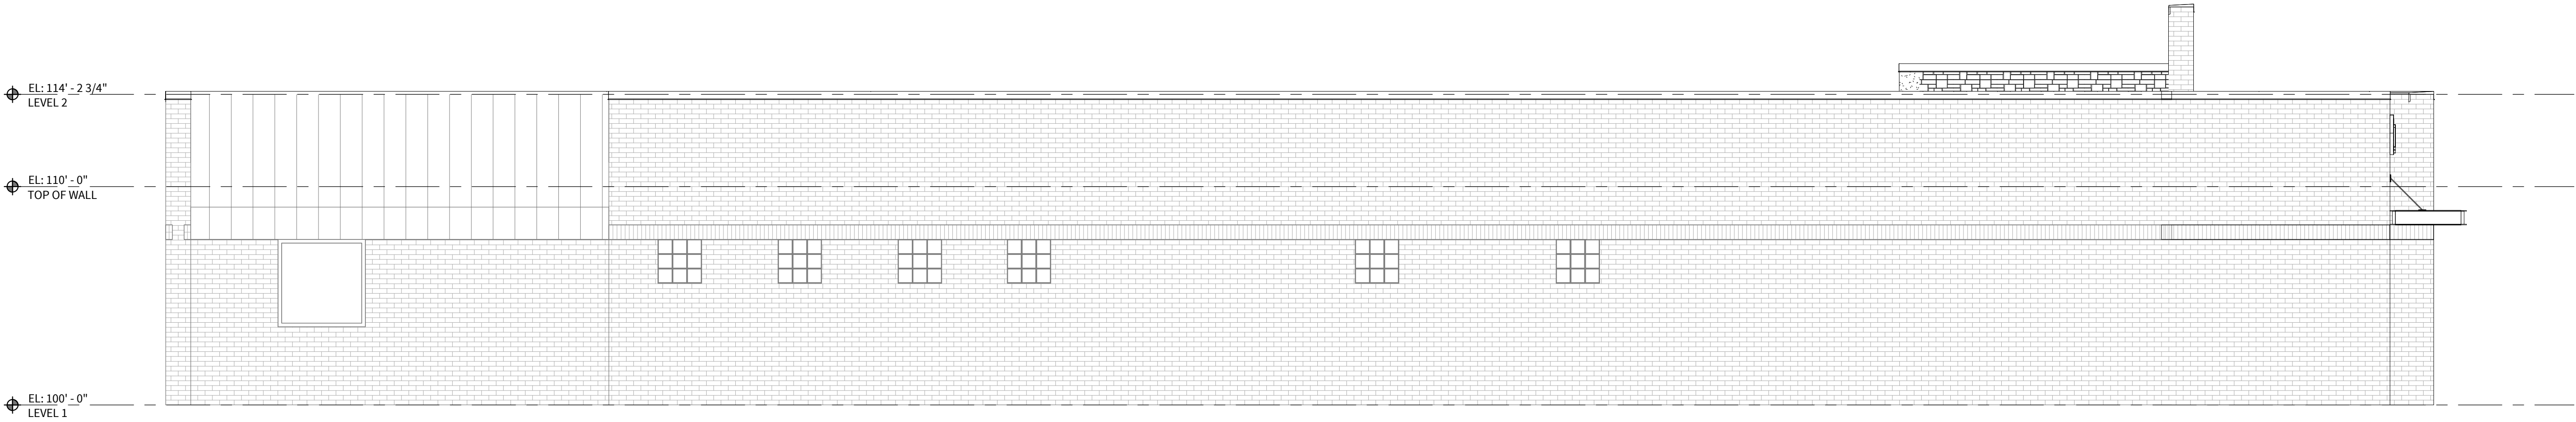 EL: 114' - 2 3/4"
LEVEL 2
EL: 110' - 0"
TOP OF WALL
EL: 100' - 0"
LEVEL 1